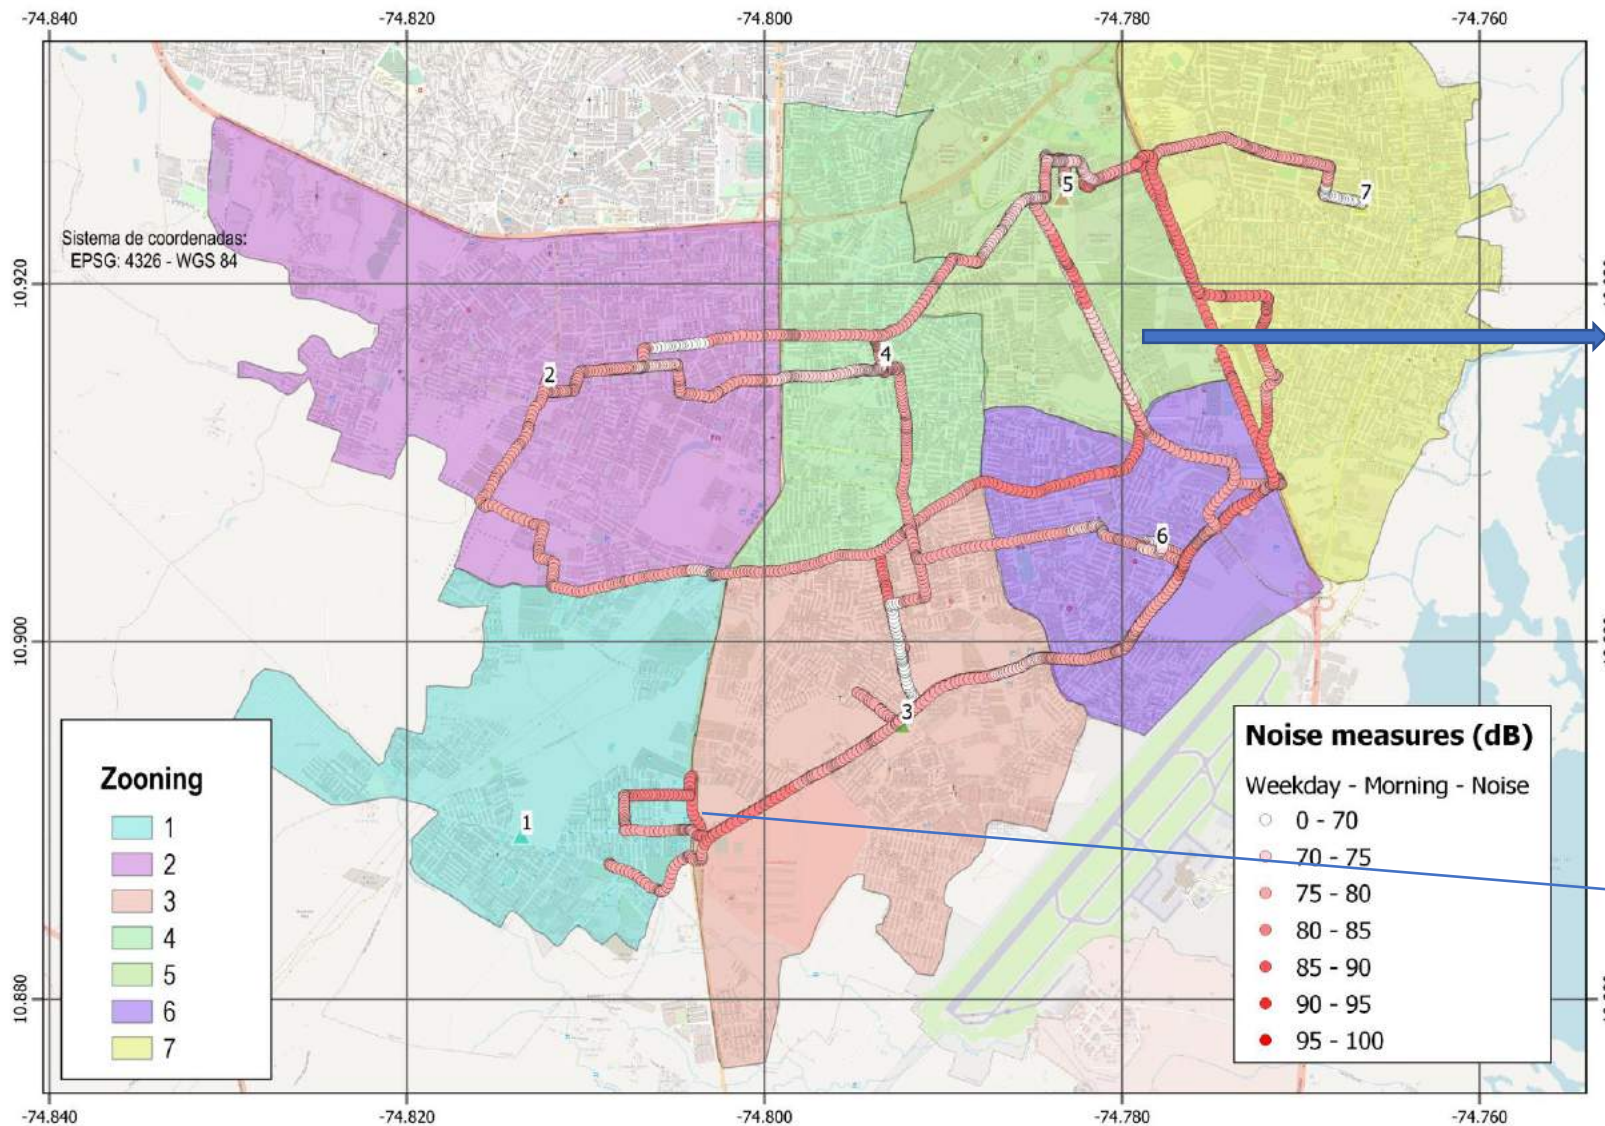 -74.840 -74.820 -74.800 -74.780 -74.760
7
5
Sistema de coordenadas:
EPSG: 4326 - WGS 84
10.920
4
2
6
10.900
3
Noise measures (dB)
Weekday - Morning - Noise
0 - 70
70 - 75
75 - 80
80 - 85
85 - 90
90 - 95
95 - 100
Zooning
1
2
3
4
5
6
7
1
10.880
-74.840 -74.820 -74.800 -74.780 -74.760